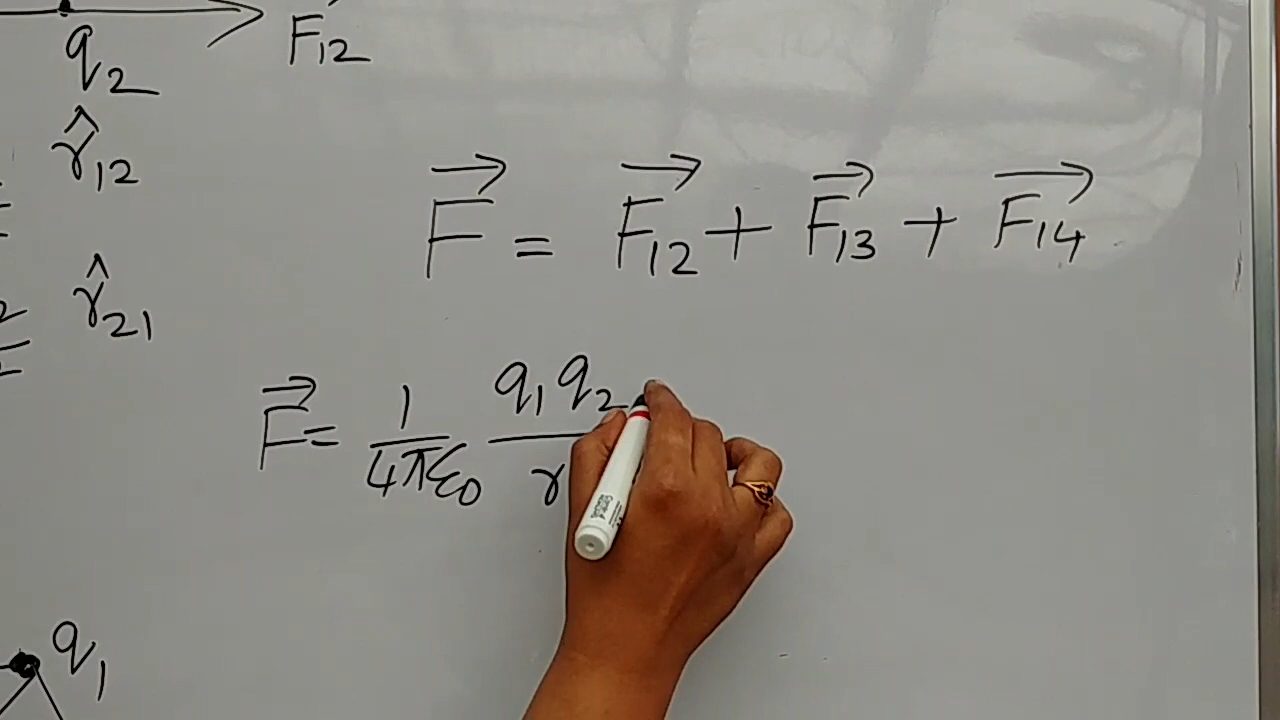 q₂
F₁₂
r̂₁₂
r̂₂₁
F⃗ = F⃗₁₂ + F⃗₁₃ + F⃗₁₄
F⃗ = 1/4πε₀ q₁q₂/r
q₁